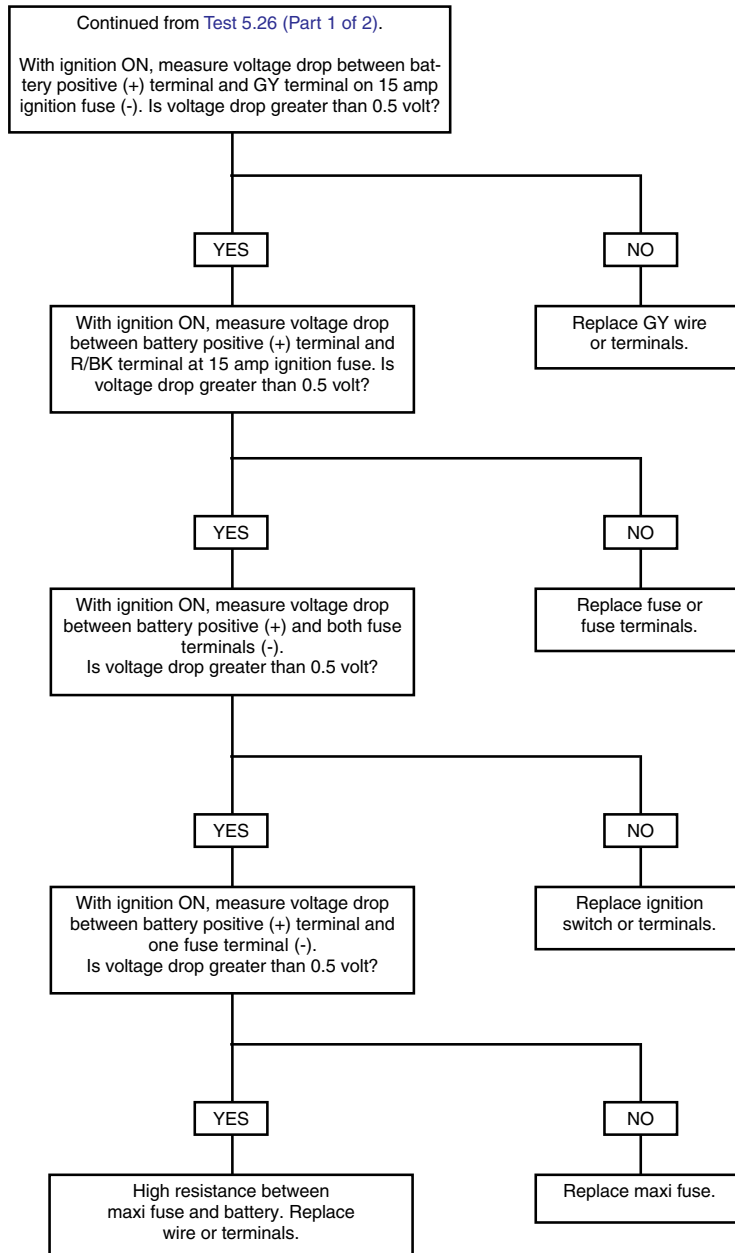 Continued from Test 5.26 (Part 1 of 2).
With ignition ON, measure voltage drop between bat-
tery positive (+) terminal and GY terminal on 15 amp
ignition fuse (-). Is voltage drop greater than 0.5 volt?
YES
NO
With ignition ON, measure voltage drop
between battery positive (+) terminal and
R/BK terminal at 15 amp ignition fuse. Is
voltage drop greater than 0.5 volt?
Replace GY wire
or terminals.
YES
NO
With ignition ON, measure voltage drop
between battery positive (+) and both fuse
terminals (-).
Is voltage drop greater than 0.5 volt?
Replace fuse or
fuse terminals.
YES
NO
With ignition ON, measure voltage drop
between battery positive (+) terminal and
one fuse terminal (-).
Is voltage drop greater than 0.5 volt?
Replace ignition
switch or terminals.
YES
NO
High resistance between
maxi fuse and battery. Replace
wire or terminals.
Replace maxi fuse.